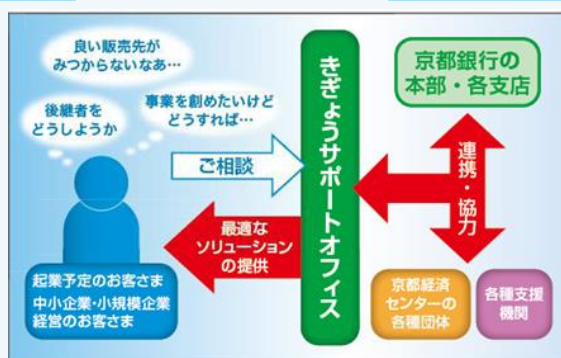 良い販売先が
みつからないなあ…
後継者を
どうしようか
事業を創めたいけど
どうすれば…
ご相談
最適な
ソリューション
の提供
起業予定のお客さま
中小企業・小規模企業
経営のお客さま
きぎょうサポートオフィス
京都銀行の
本部・各支店
連携・協力
京都経済
センターの
各種団体
各種支援
機関